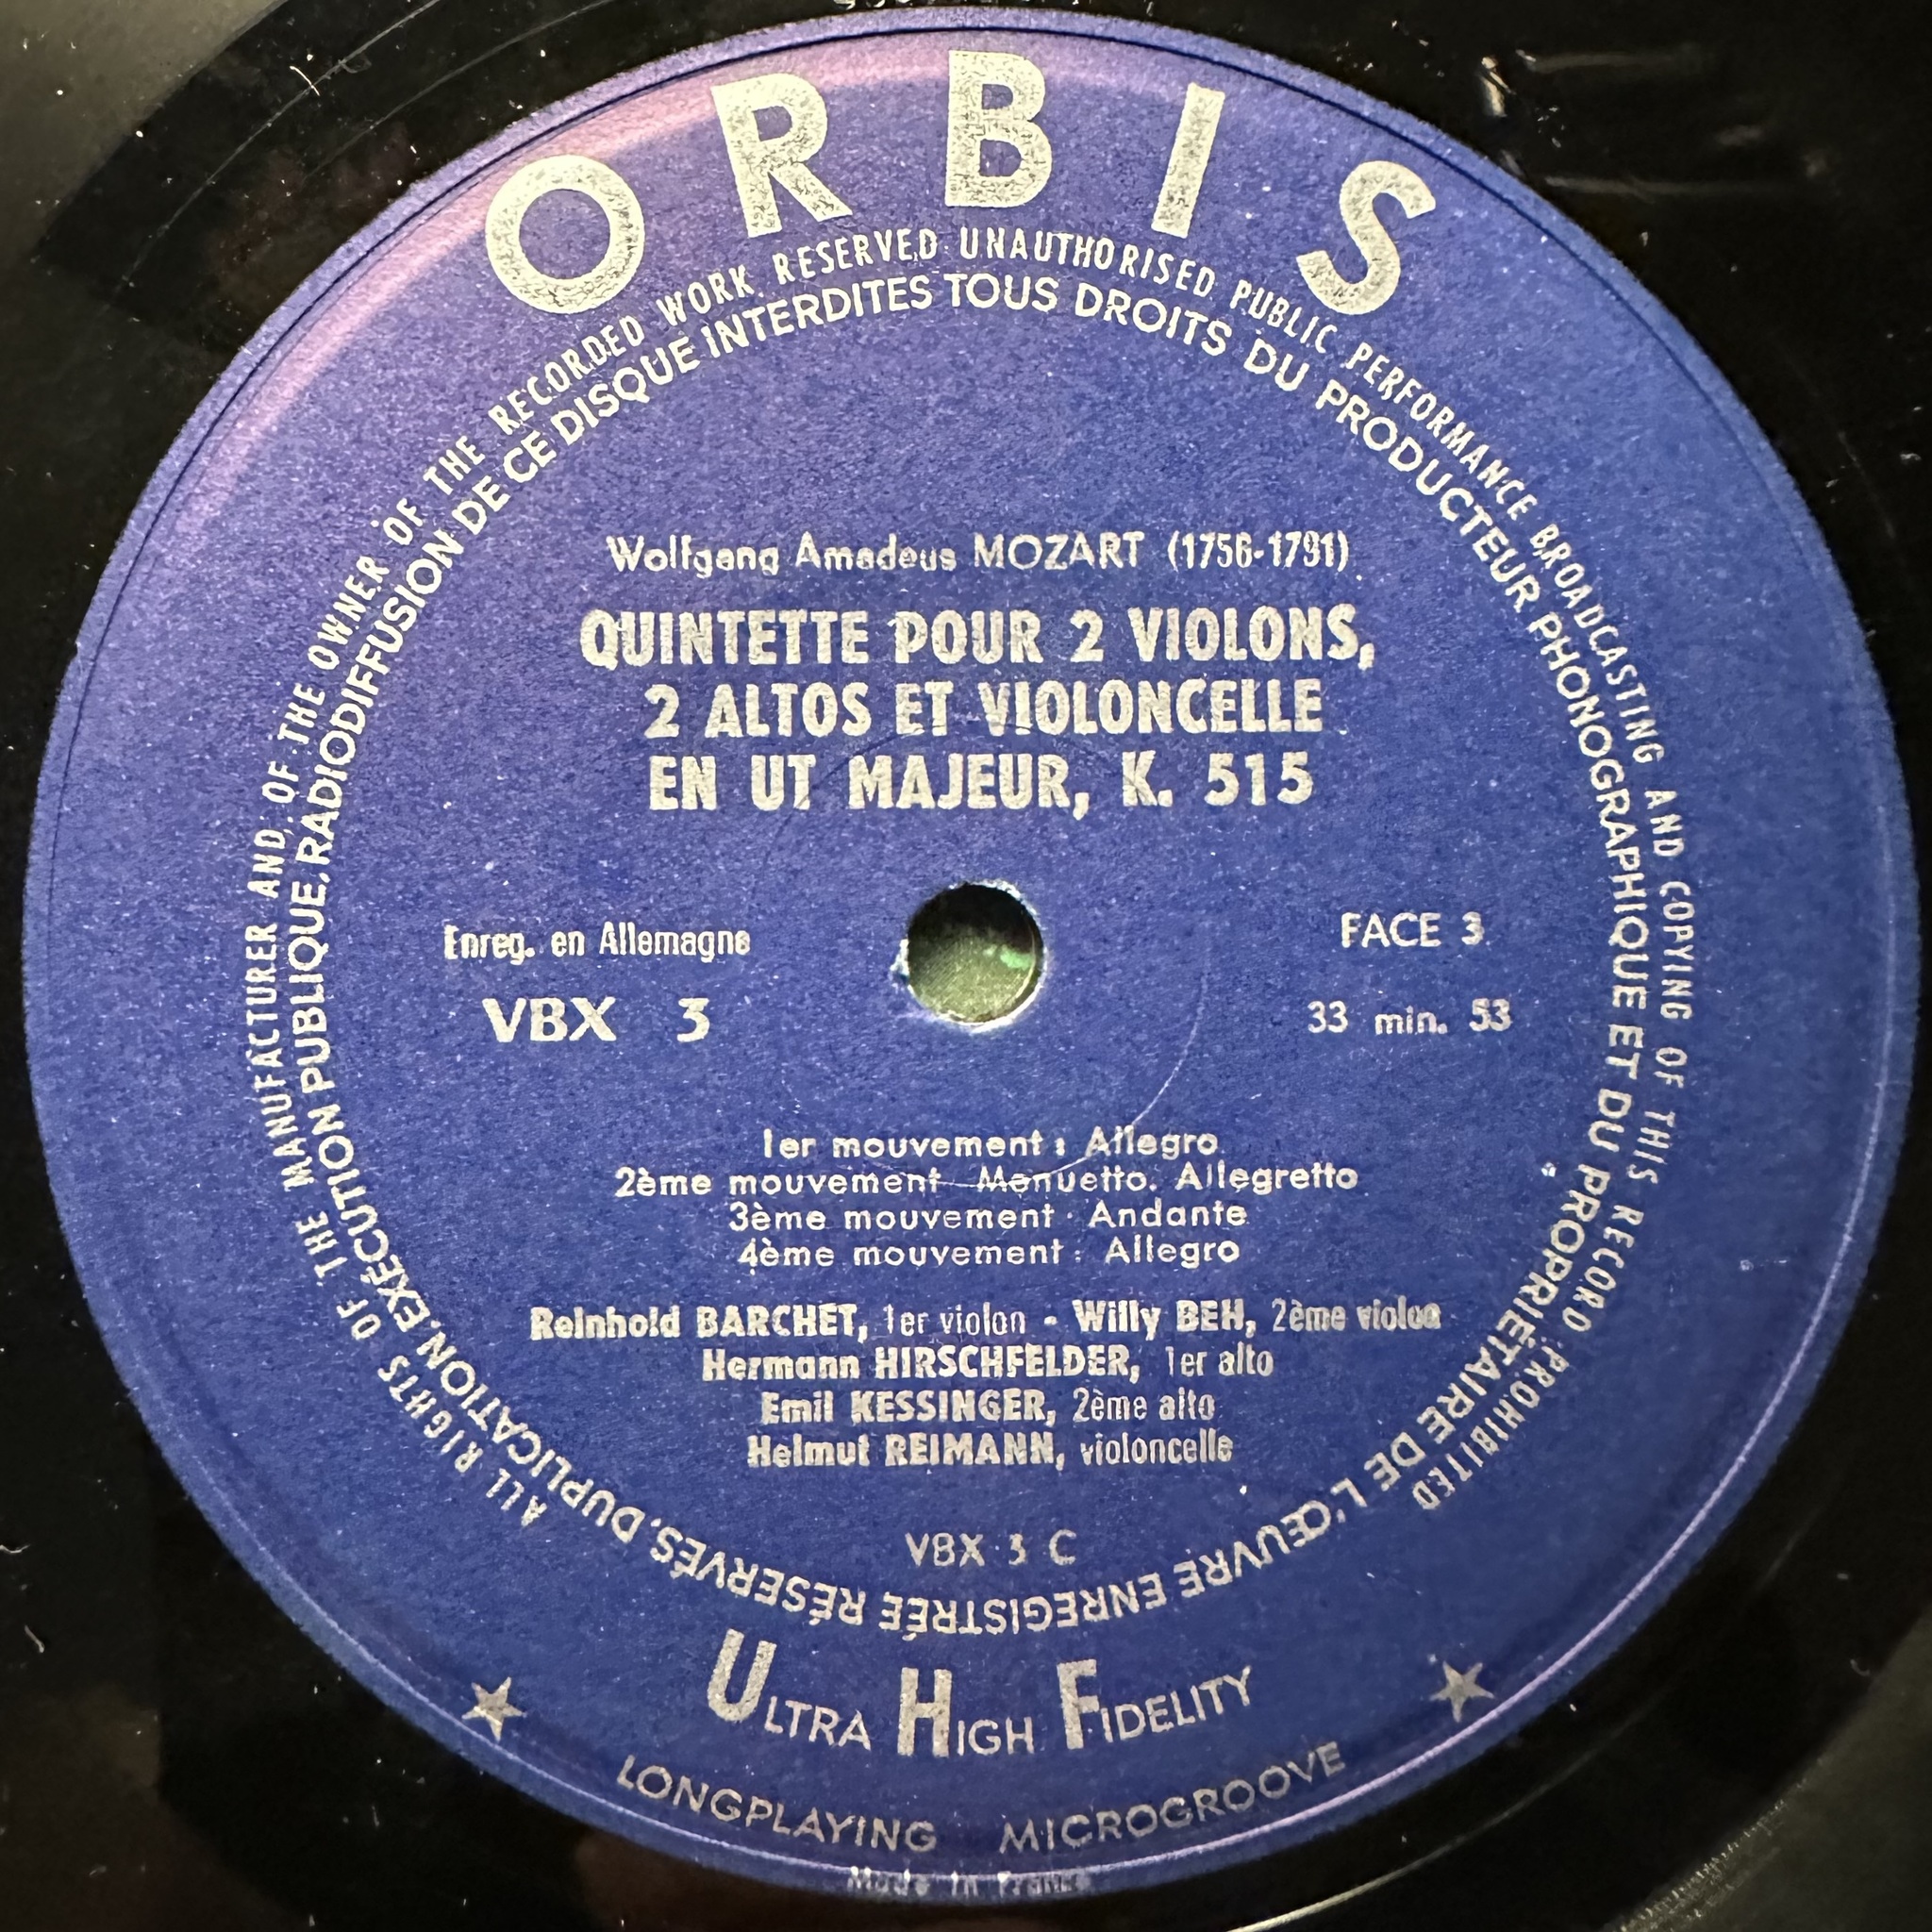 ORBIS
ALL RIGHTS OF THE MANUFACTURER AND OF THE OWNER OF THE RECORDED WORK RESERVED UNAUTHORISED PUBLIC PERFORMANCE BROADCASTING AND COPYING OF THIS RECORD PROHIBITED
TOUS DROITS DU PRODUCTEUR PHONOGRAPHIQUE ET DU PROPRIÉTAIRE DE L'ŒUVRE ENREGISTRÉE RÉSERVÉS. DUPLICATION, EXÉCUTION PUBLIQUE, RADIODIFFUSION DE CE DISQUE INTERDITES
Wolfgang Amadeus MOZART (1756-1791)
QUINTETTE POUR 2 VIOLONS,
2 ALTOS ET VIOLONCELLE
EN UT MAJEUR, K. 515
Enreg. en Allemagne
VBX 3
FACE 3
33 min. 53
1er mouvement : Allegro
2ème mouvement Menuetto. Allegretto
3ème mouvement : Andante
4ème mouvement : Allegro
Reinhold BARCHET, 1er violon - Willy BEH, 2ème violon
Hermann HIRSCHFELDER, 1er alto
Emil KESSINGER, 2ème alto
Helmut REIMANN, violoncelle
VBX 3 C
ULTRA HIGH FIDELITY
LONGPLAYING MICROGROOVE
Made in France